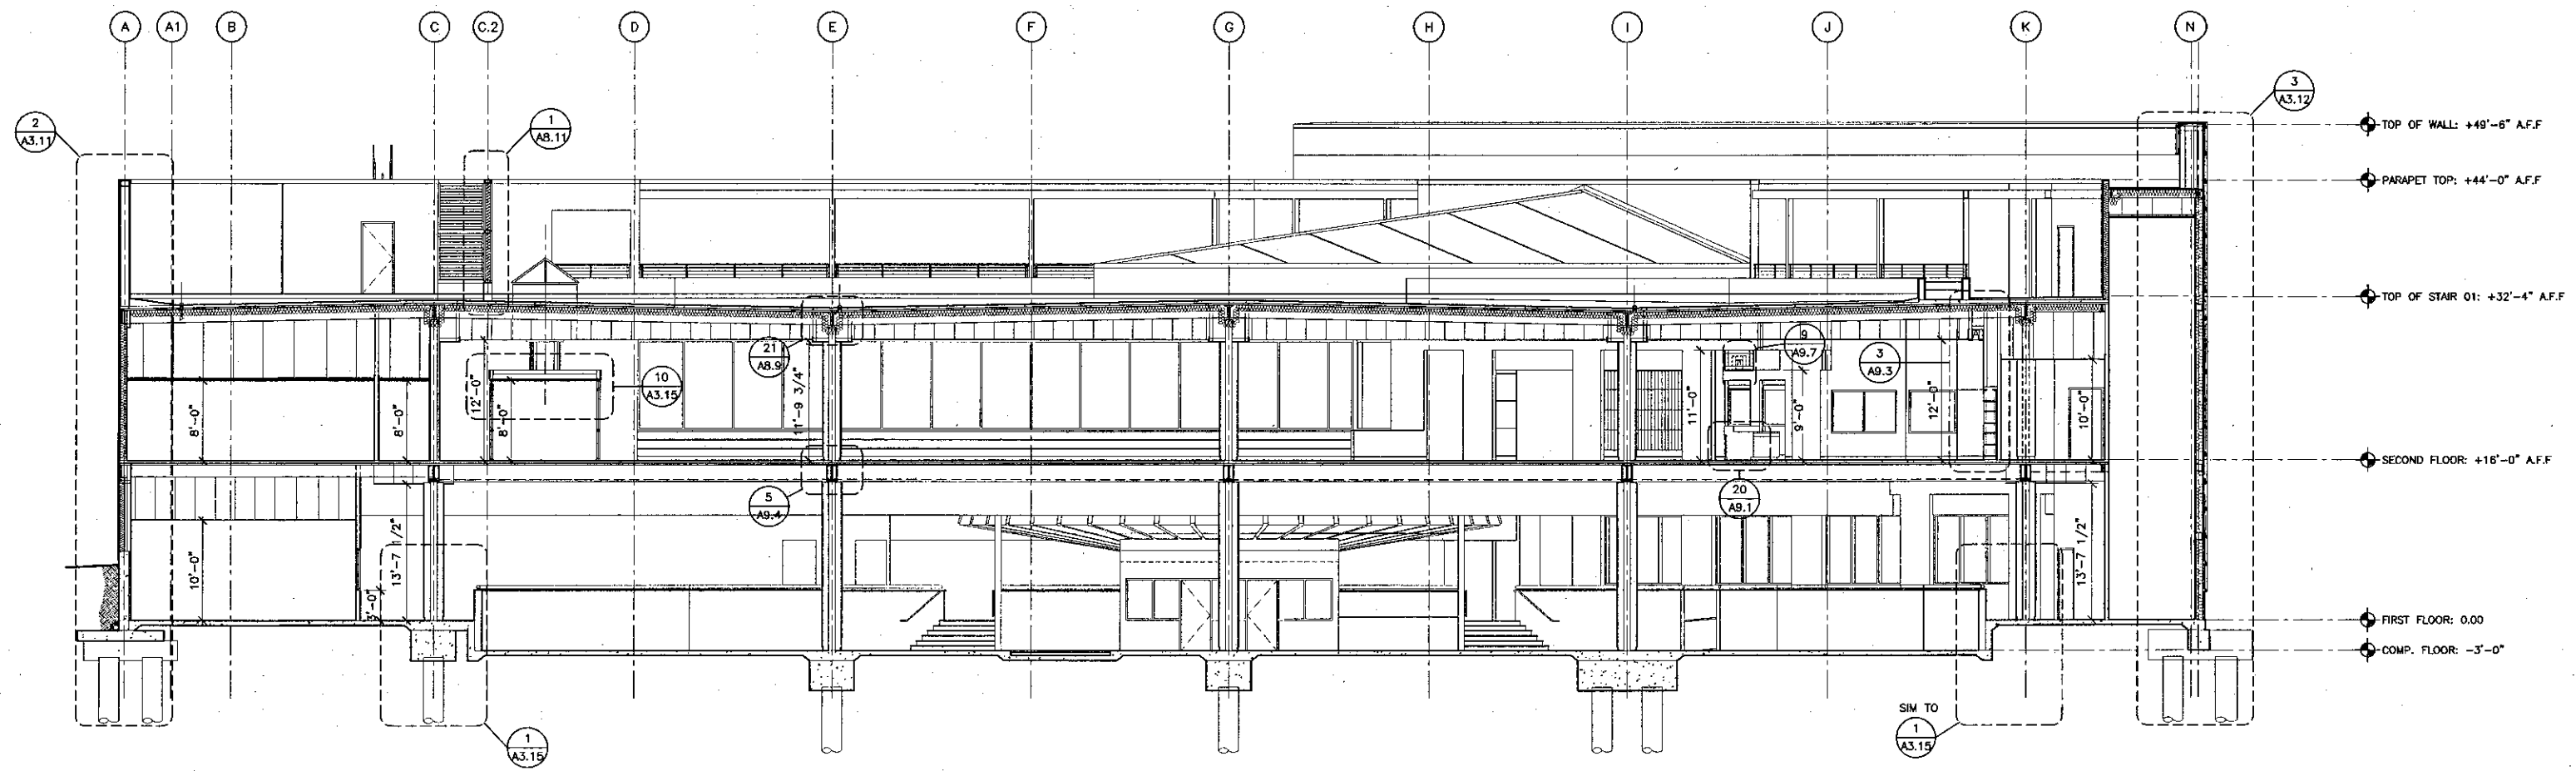 A A1 B C C.2 D E F G H I J K N
2
A3.11
1
A8.11
3
A3.12
TOP OF WALL: +49'-6" A.F.F
PARAPET TOP: +44'-0" A.F.F
TOP OF STAIR 01: +32'-4" A.F.F
21
A8.9
9
A9.7
3
A9.3
10
A3.15
8'-0"
8'-0"
12'-0"
8'-0"
11'-9 3/4"
11'-0"
9'-0"
12'-0"
10'-0"
SECOND FLOOR: +16'-0" A.F.F
5
A9.4
20
A9.1
10'-0"
13'-7 1/2"
13'-7 1/2"
FIRST FLOOR: 0.00
COMP. FLOOR: -3'-0"
1
A3.15
SIM TO
1
A3.15